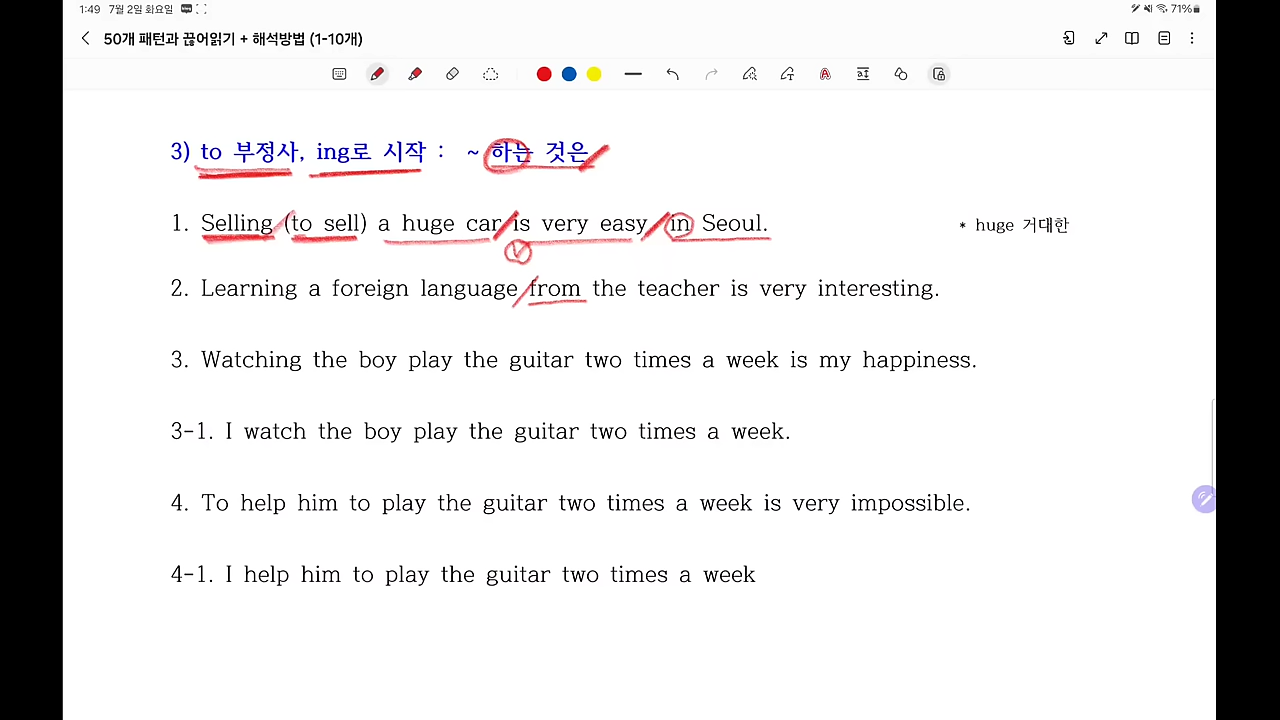 1:49 7월 2일 화요일
71%
50개 패턴과 끊어읽기 + 해석방법 (1-10개)
3) to 부정사, ing로 시작 : ~ 하는 것은
1. Selling (to sell) a huge car is very easy in Seoul. * huge 거대한
2. Learning a foreign language from the teacher is very interesting.
3. Watching the boy play the guitar two times a week is my happiness.
3-1. I watch the boy play the guitar two times a week.
4. To help him to play the guitar two times a week is very impossible.
4-1. I help him to play the guitar two times a week